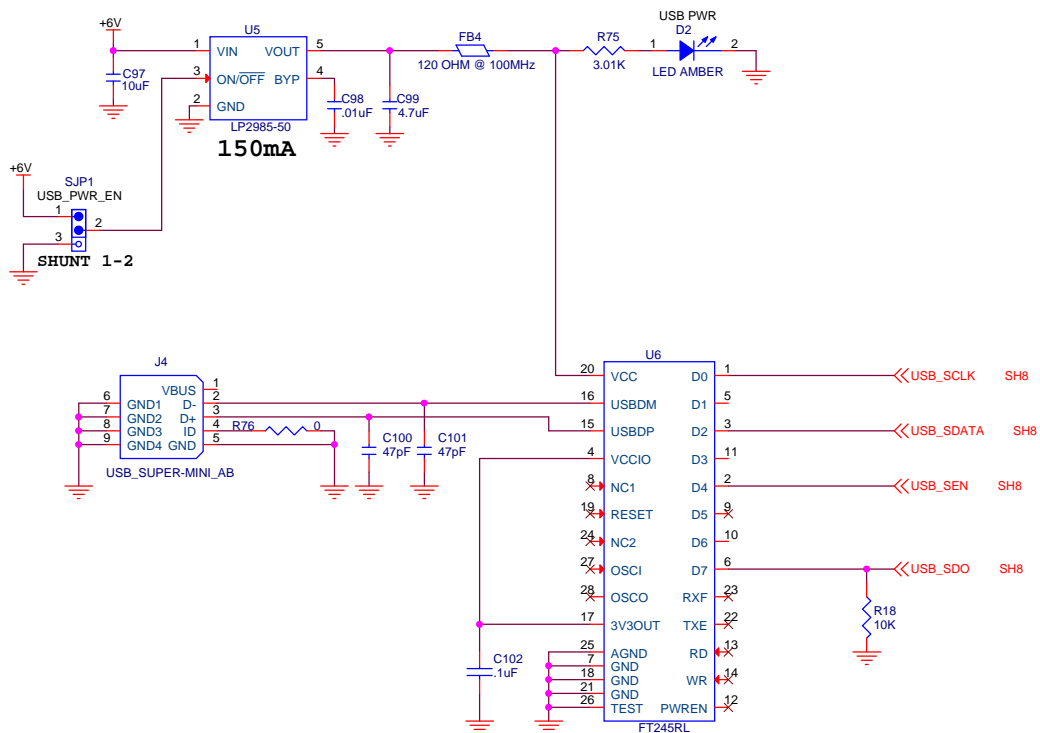 +6V
U5
1 VIN VOUT 5
3 ON/OFF BYP 4
2 GND
LP2985-50
150mA
C97
10uF
C98
.01uF
C99
4.7uF
FB4
120 OHM @ 100MHz
R75
3.01K
USB PWR
D2
1 2
LED AMBER
+6V
SJP1
USB_PWR_EN
1
2
3
SHUNT 1-2
J4
VBUS 1
6 GND1 D- 2
7 GND2 D+ 3
8 GND3 ID 4
9 GND4 GND 5
USB_SUPER-MINI_AB
R76 0
C100
47pF
C101
47pF
C102
.1uF
U6
20 VCC D0 1
16 USBDM D1 5
15 USBDP D2 3
4 VCCIO D3 11
8 NC1 D4 2
19 RESET D5 9
24 NC2 D6 10
27 OSCI D7 6
28 OSCO RXF 23
17 3V3OUT TXE 22
25 AGND RD 13
7 GND
18 GND WR 14
21 GND
26 TEST PWREN 12
FT245RL
USB_SCLK SH8
USB_SDATA SH8
USB_SEN SH8
USB_SDO SH8
R18
10K